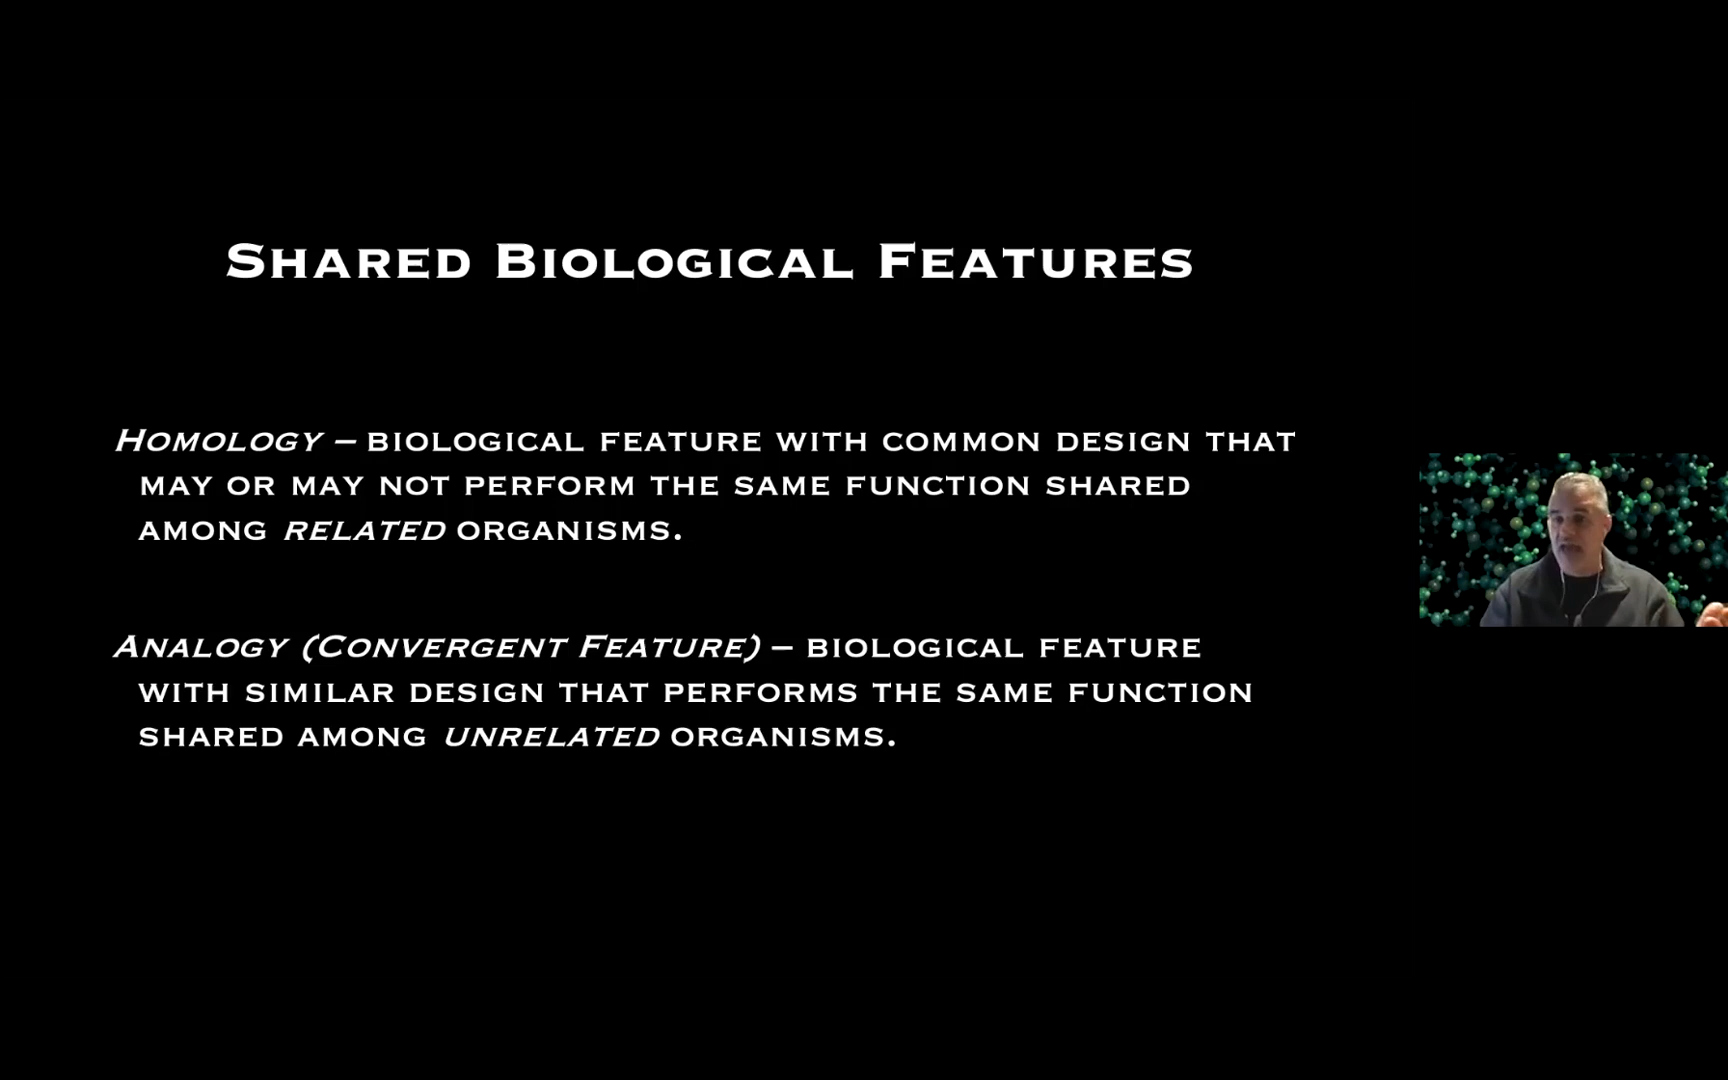 Shared Biological Features
Homology – biological feature with common design that
may or may not perform the same function shared
among related organisms.
Analogy (Convergent Feature) – biological feature
with similar design that performs the same function
shared among unrelated organisms.